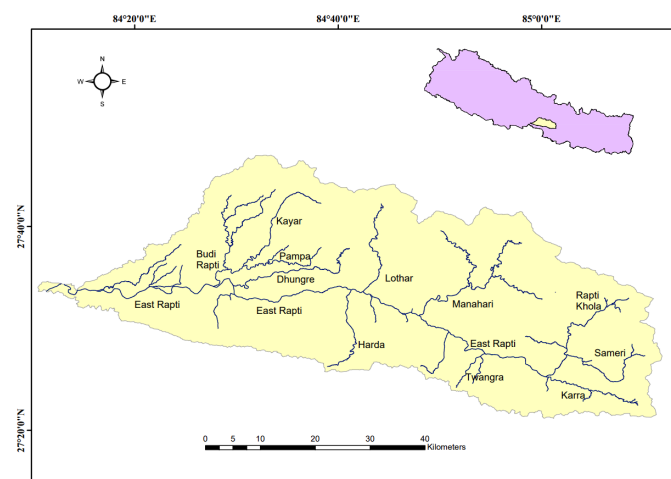 84°20'0"E
84°40'0"E
85°0'0"E
N
W
E
S
27°40'0"N
27°20'0"N
Kayar
Budi
Rapti
Pampa
Dhungre
Lothar
East Rapti
East Rapti
Manahari
Rapti
Khola
Harda
East Rapti
Sameri
Twangra
Karra
0 5 10 20 30 40
Kilometers